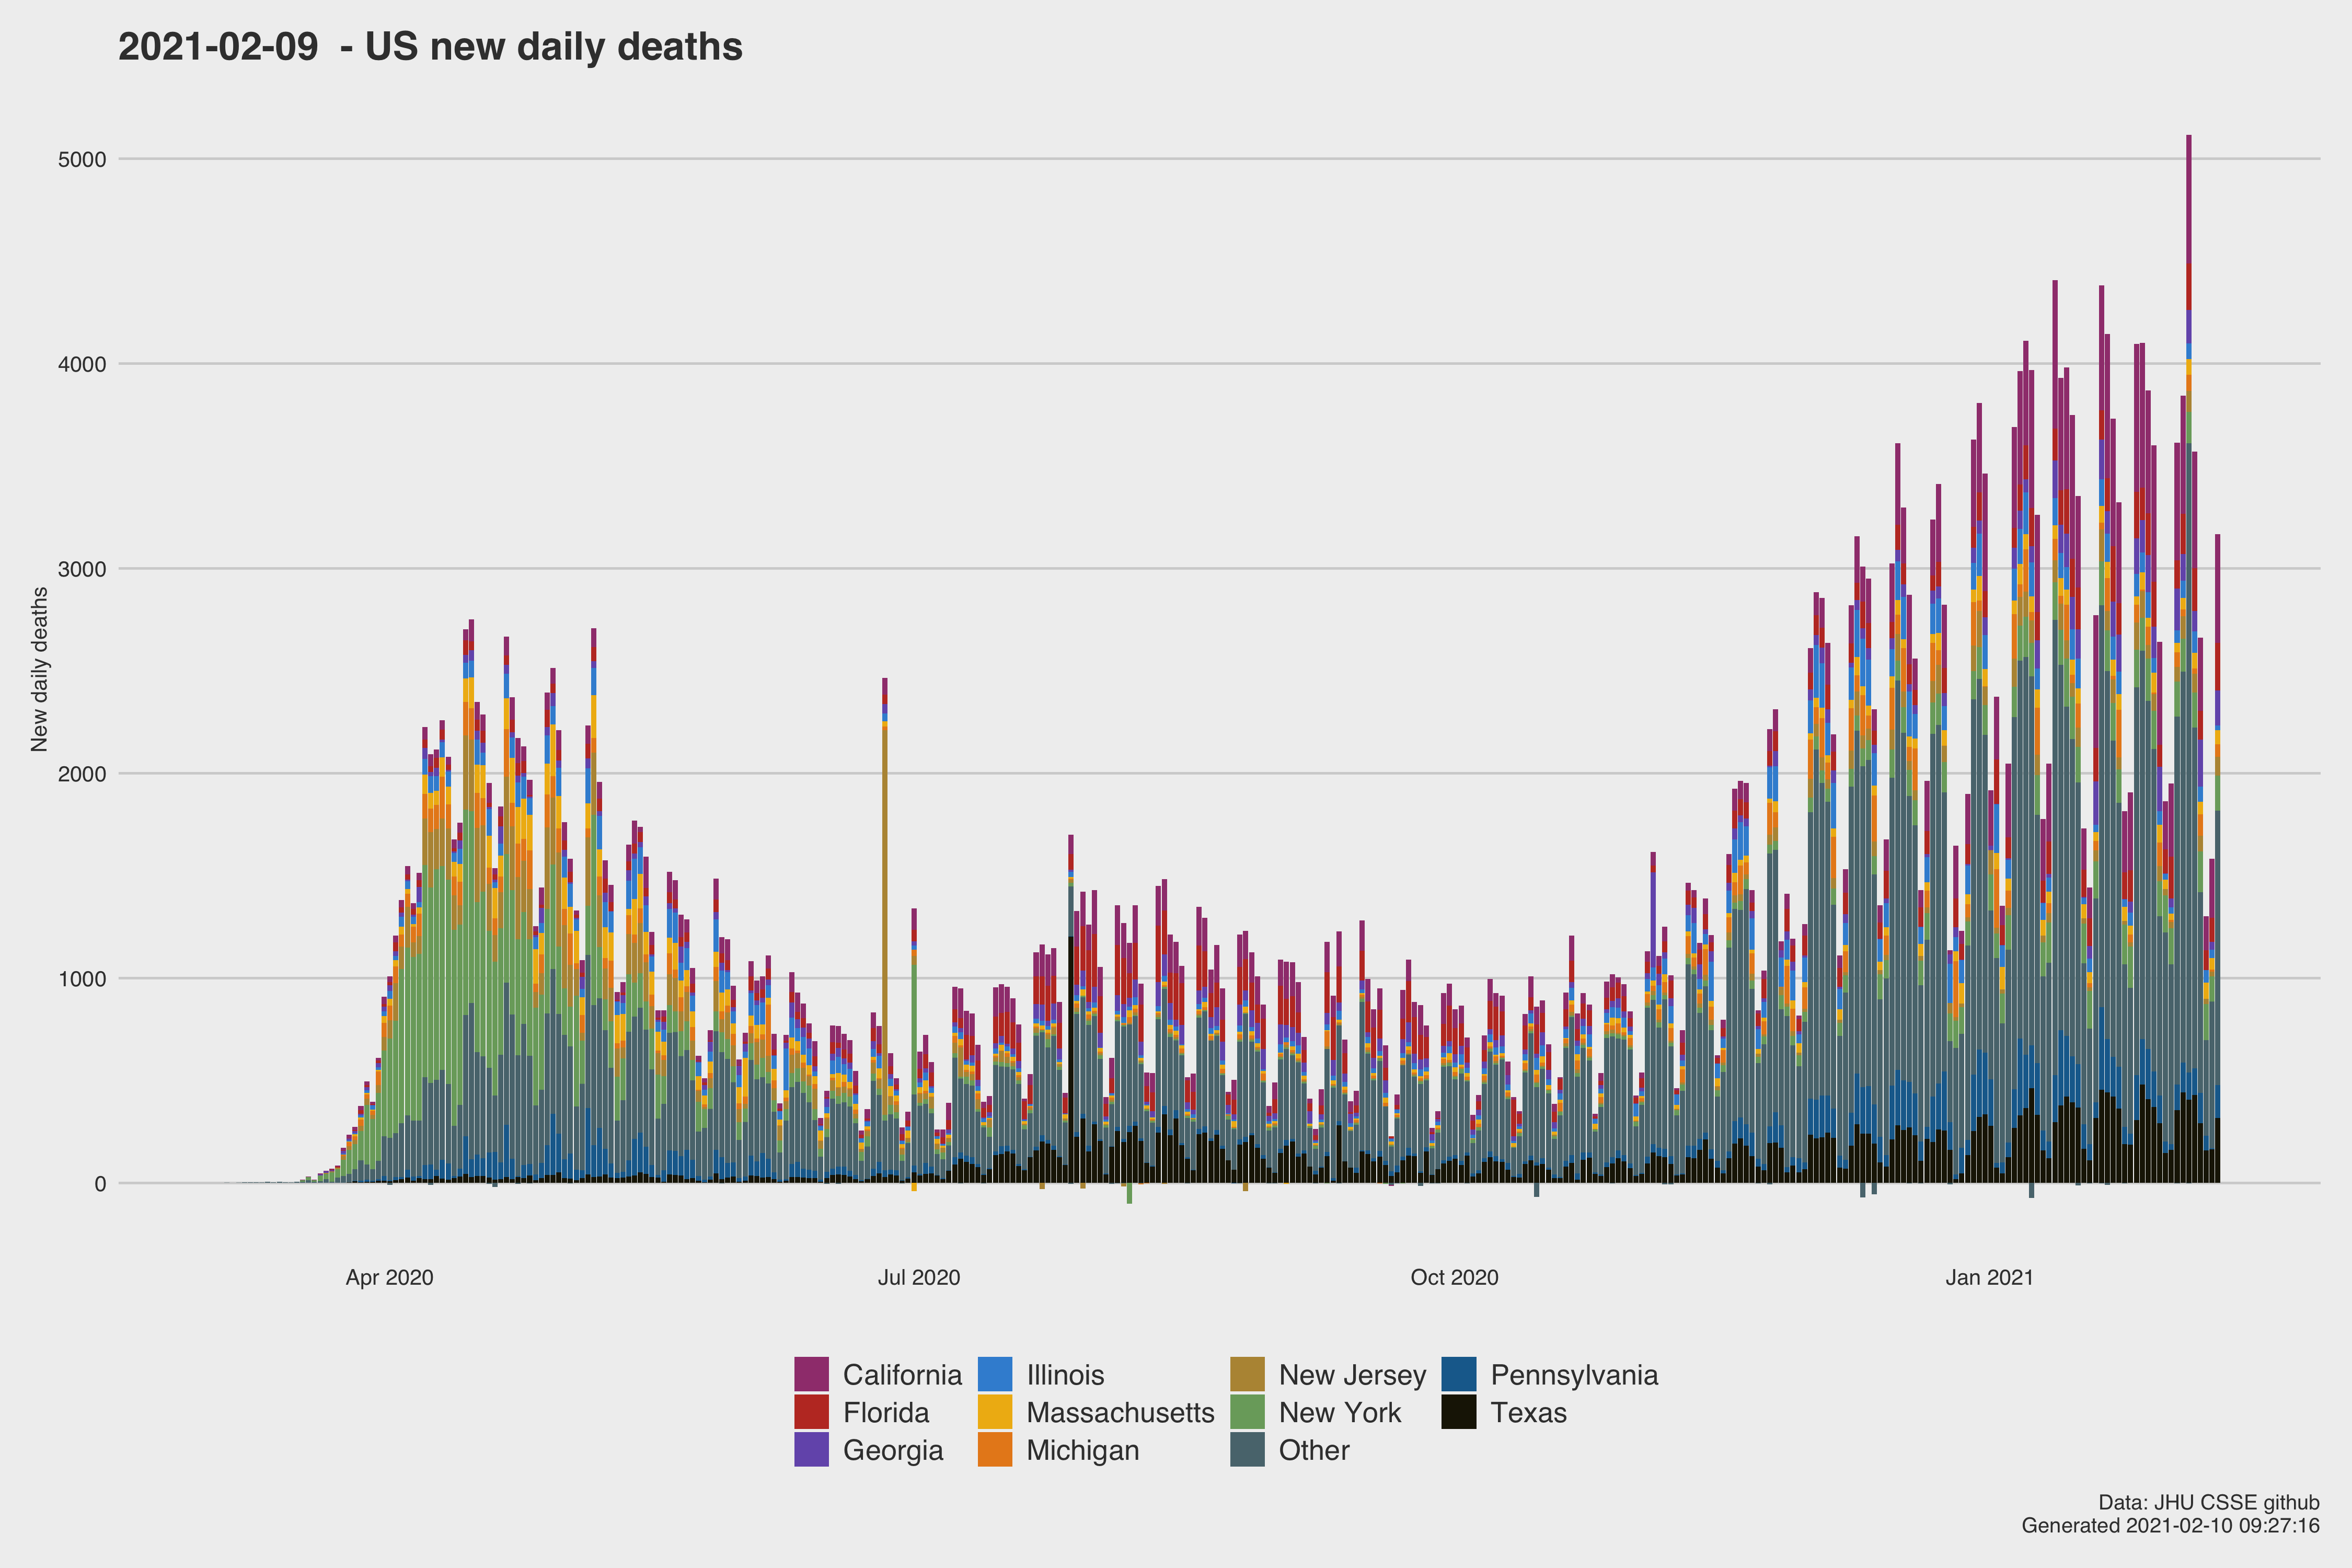 2021-02-09  - US new daily deaths
5000
4000
3000
2000
1000
0
New daily deaths
Apr 2020
Jul 2020
Oct 2020
Jan 2021
California
Florida
Georgia
Illinois
Massachusetts
Michigan
New Jersey
New York
Other
Pennsylvania
Texas
Data: JHU CSSE github
Generated 2021-02-10 09:27:16